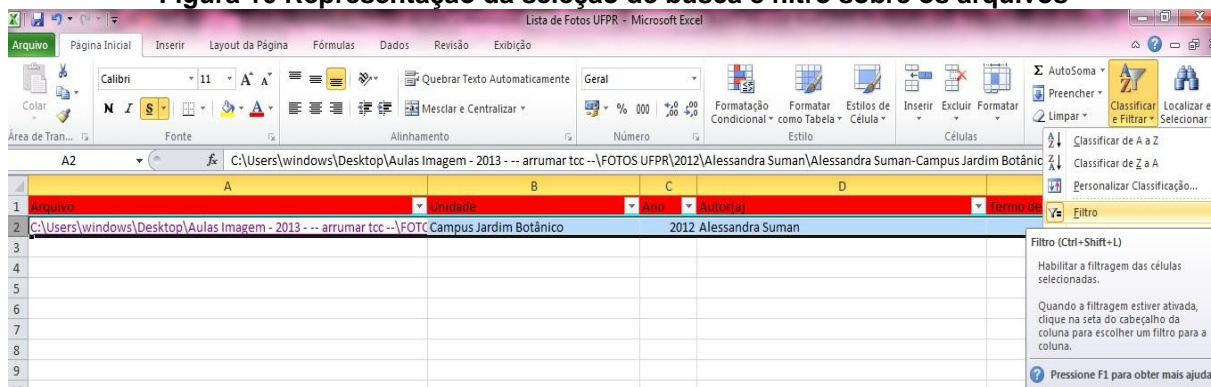 Figura 10 Representação da seleção de busca e filtro sobre os arquivos
Lista de Fotos UFPR - Microsoft Excel
Arquivo Página Inicial Inserir Layout da Página Fórmulas Dados Revisão Exibição
Colar
Calibri 11 A A
N I S A
Quebrar Texto Automaticamente
Mesclar e Centralizar
Geral
% 000
Formatação Condicional
Formatar como Tabela
Estilos de Célula
Inserir Excluir Formatar
Σ AutoSoma
Preencher
Limpar
Classificar e Filtrar
Localizar e Selecionar
Área de Tran... Fonte Alinhamento Número Estilo Células
A2 fx C:\Users\windows\Desktop\Aulas Imagem - 2013 - -- arrumar tcc --\FOTOS UFPR\2012\Alessandra Suman\Alessandra Suman-Campus Jardim Botânic
A B C D
1 Arquivo Unidade Ano Autor(a) Termo de
2 C:\Users\windows\Desktop\Aulas Imagem - 2013 - -- arrumar tcc --\FOTC Campus Jardim Botânico 2012 Alessandra Suman
3
4
5
6
7
8
9
Classificar de A a Z
Classificar de Z a A
Personalizar Classificação...
Filtro
Filtro (Ctrl+Shift+L)
Habilitar a filtragem das células
selecionadas.
Quando a filtragem estiver ativada,
clique na seta do cabeçalho da
coluna para escolher um filtro para a
coluna.
Pressione F1 para obter mais ajuda